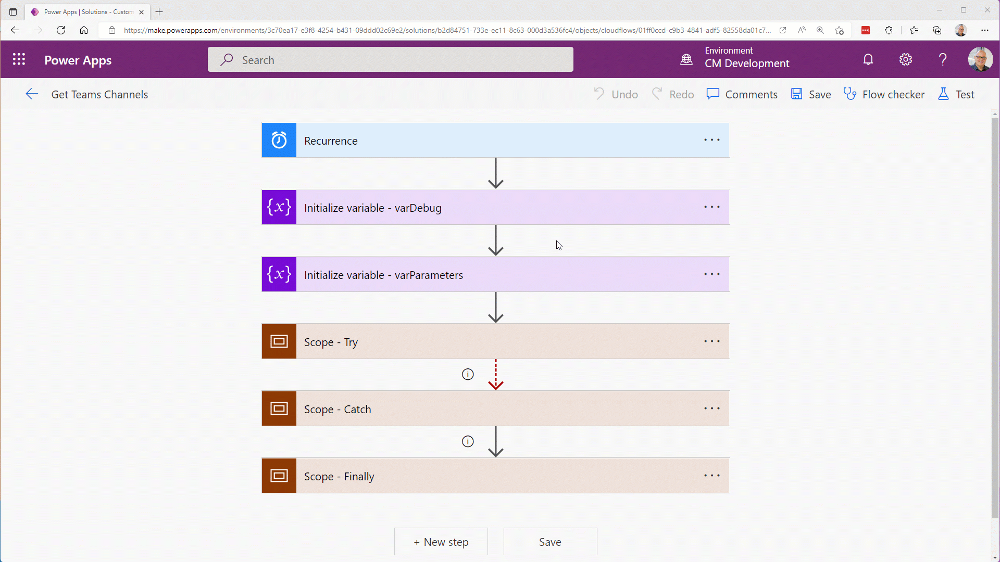 Power Apps | Solutions - Custom
https://make.powerapps.com/environments/3c70ea17-e3f8-4254-b431-09ddd02c69e2/solutions/b2d84751-733e-ec11-8c63-000d3a536fc4/objects/cloudflows/01ff0ccd-c9b3-4841-adf5-82558da01c7...
Power Apps
Search
Environment
CM Development
Get Teams Channels
Undo
Redo
Comments
Save
Flow checker
Test
Recurrence
{x} Initialize variable - varDebug
{x} Initialize variable - varParameters
Scope - Try
Scope - Catch
Scope - Finally
+ New step
Save